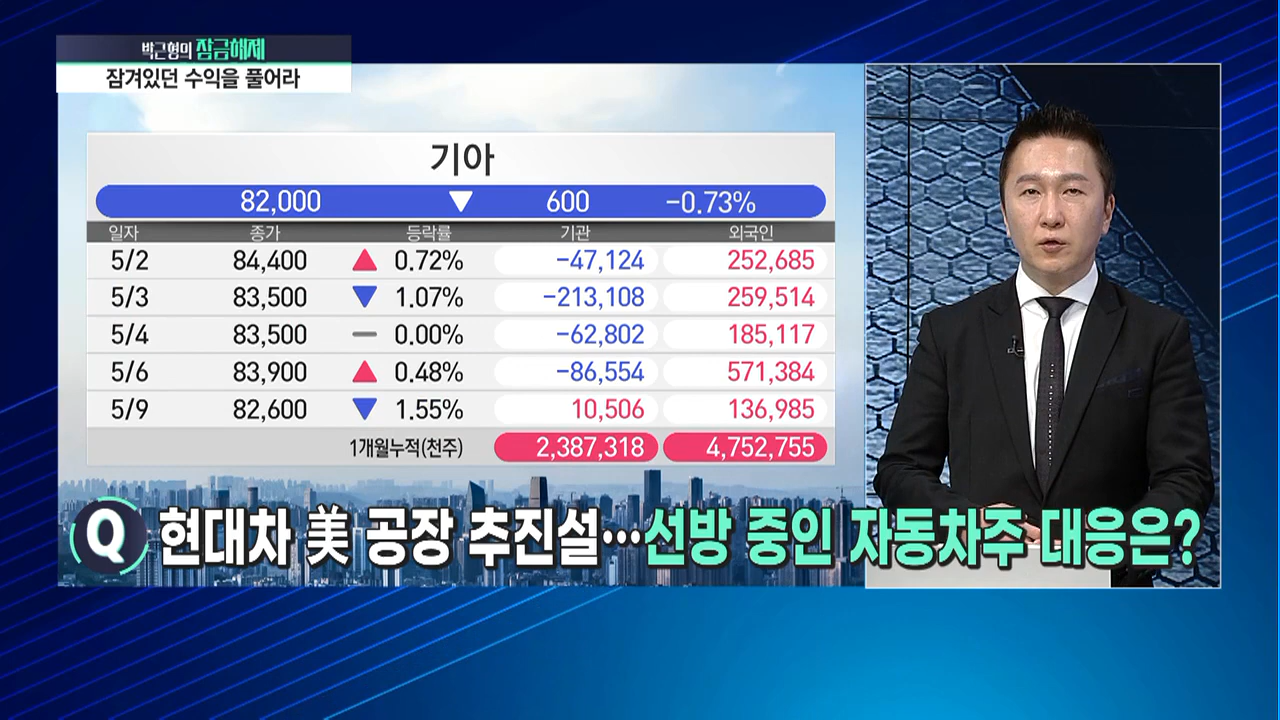 박근형의 잠금해제
잠겨있던 수익을 풀어라
기아
82,000 ▼ 600 -0.73%
일자 종가 등락률 기관 외국인
5/2 84,400 ▲ 0.72% -47,124 252,685
5/3 83,500 ▼ 1.07% -213,108 259,514
5/4 83,500 - 0.00% -62,802 185,117
5/6 83,900 ▲ 0.48% -86,554 571,384
5/9 82,600 ▼ 1.55% 10,506 136,985
1개월누적(천주) 2,387,318 4,752,755
Q 현대차 美 공장 추진설…선방 중인 자동차주 대응은?